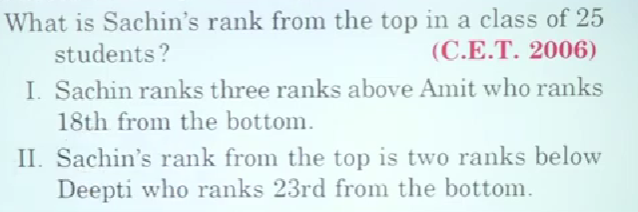 What is Sachin's rank from the top in a class of 25
students? (C.E.T. 2006)
I. Sachin ranks three ranks above Amit who ranks
18th from the bottom.
II. Sachin's rank from the top is two ranks below
Deepti who ranks 23rd from the bottom.